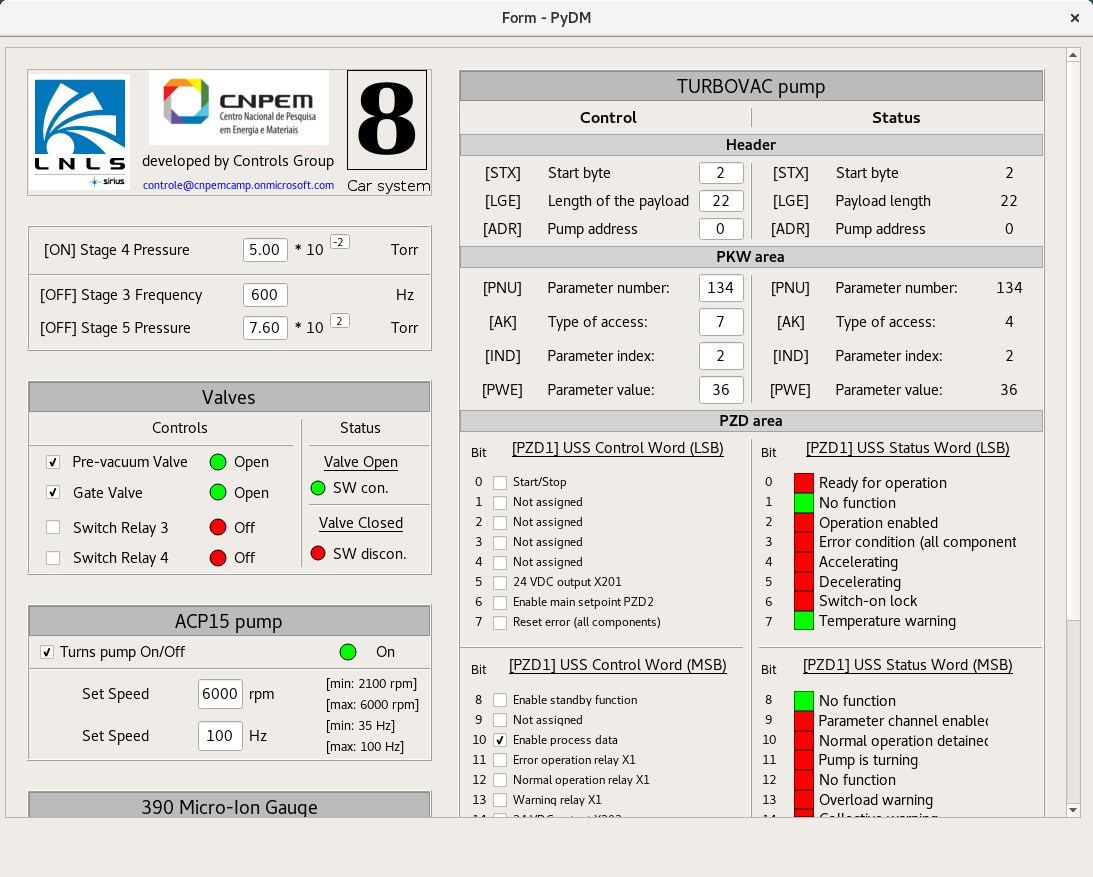 Form - PyDM
CNPEM
Centro Nacional de Pesquisa
em Energia e Materiais
LNLS
sirius
developed by Controls Group
controle@cnpemcamp.onmicrosoft.com
8
Car system
[ON] Stage 4 Pressure 5.00 * 10 -2 Torr
[OFF] Stage 3 Frequency 600 Hz
[OFF] Stage 5 Pressure 7.60 * 10 2 Torr
Valves
Controls Status
Pre-vacuum Valve Open Valve Open
Gate Valve Open SW con.
Switch Relay 3 Off Valve Closed
Switch Relay 4 Off SW discon.
ACP15 pump
Turns pump On/Off On
Set Speed 6000 rpm
Set Speed 100 Hz
[min: 2100 rpm]
[max: 6000 rpm]
[min: 35 Hz]
[max: 100 Hz]
390 Micro-Ion Gauge
TURBOVAC pump
Control Status
Header
[STX] Start byte 2 [STX] Start byte 2
[LGE] Length of the payload 22 [LGE] Payload length 22
[ADR] Pump address 0 [ADR] Pump address 0
PKW area
[PNU] Parameter number: 134 [PNU] Parameter number: 134
[AK] Type of access: 7 [AK] Type of access: 4
[IND] Parameter index: 2 [IND] Parameter index: 2
[PWE] Parameter value: 36 [PWE] Parameter value: 36
PZD area
Bit [PZD1] USS Control Word (LSB) Bit [PZD1] USS Status Word (LSB)
0 Start/Stop 0 Ready for operation
1 Not assigned 1 No function
2 Not assigned 2 Operation enabled
3 Not assigned 3 Error condition (all component
4 Not assigned 4 Accelerating
5 24 VDC output X201 5 Decelerating
6 Enable main setpoint PZD2 6 Switch-on lock
7 Reset error (all components) 7 Temperature warning
Bit [PZD1] USS Control Word (MSB) Bit [PZD1] USS Status Word (MSB)
8 Enable standby function 8 No function
9 Not assigned 9 Parameter channel enabled
10 Enable process data 10 Normal operation detained
11 Error operation relay X1 11 Pump is turning
12 Normal operation relay X1 12 No function
13 Warning relay X1 13 Overload warning